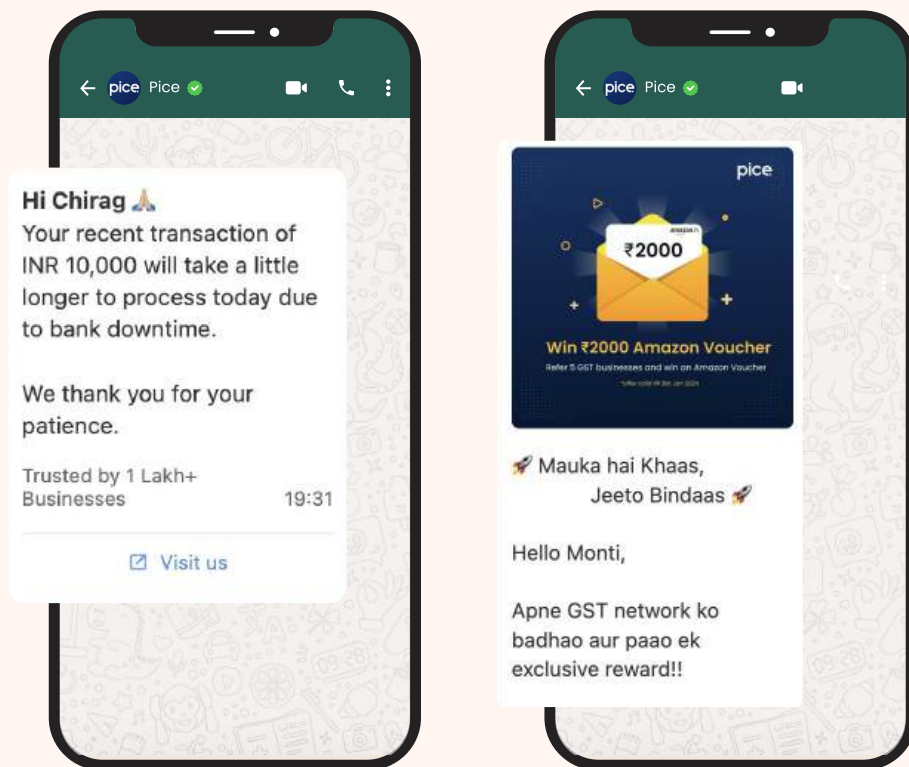 pice Pice
Hi Chirag 🙏🏼
Your recent transaction of
INR 10,000 will take a little
longer to process today due
to bank downtime.
We thank you for your
patience.
Trusted by 1 Lakh+
Businesses 19:31
Visit us
pice Pice
pice
₹2000
Win ₹2000 Amazon Voucher
Refer 5 GST businesses and win an Amazon Voucher
🚀 Mauka hai Khaas,
Jeeto Bindaas 🚀
Hello Monti,
Apne GST network ko
badhao aur paao ek
exclusive reward!!